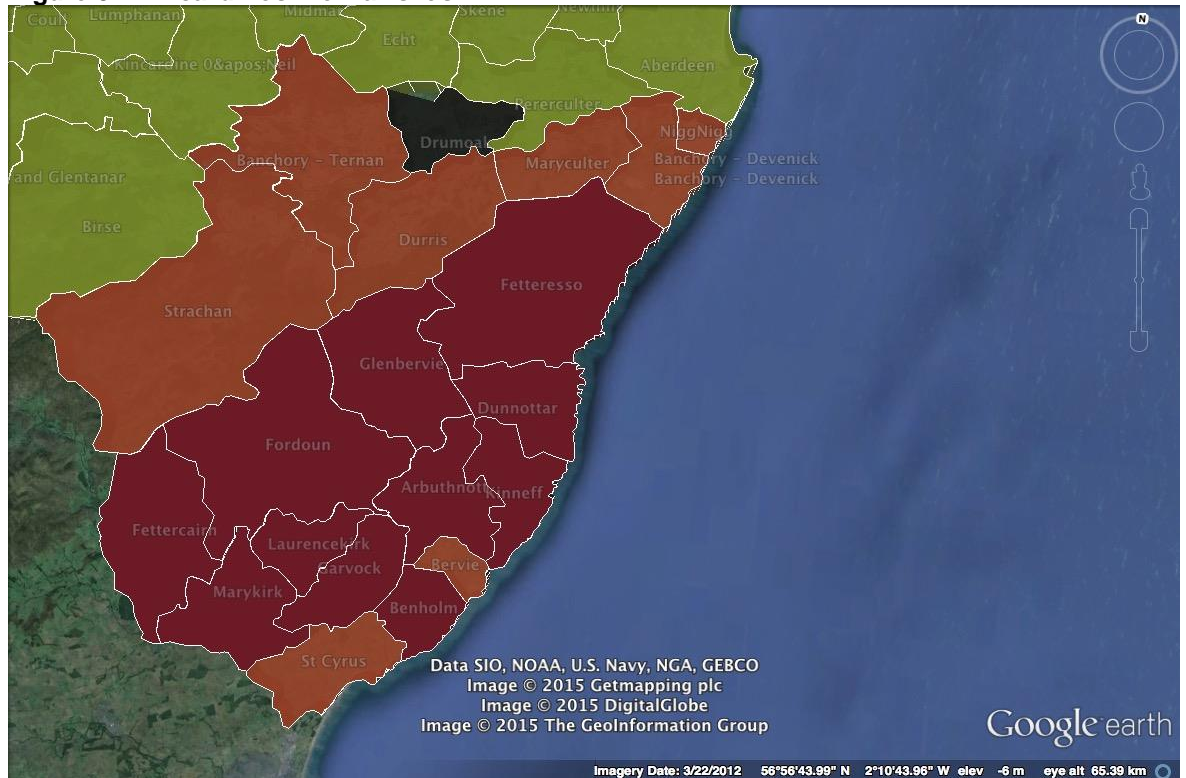 Coull
Lumphanan
Midmar
Skene
Newhills
Echt
Kincardine O&apos;Neil
Aberdeen
Pererculter
Drumoak
NiggNigg
Banchory - Ternan
Maryculter
Banchory - Devenick
Banchory - Devenick
and Glentanar
Birse
Durris
Fetteresso
Strachan
Glenbervie
Dunnottar
Fordoun
Arbuthnott
Kinneff
Fettercairn
Laurencekirk
Garvock
Bervie
Marykirk
Benholm
St Cyrus
Data SIO, NOAA, U.S. Navy, NGA, GEBCO
Image © 2015 Getmapping plc
Image © 2015 DigitalGlobe
Image © 2015 The GeoInformation Group
Google earth
N
Imagery Date: 3/22/2012 56°56'43.99" N 2°10'43.96" W elev -6 m eye alt 65.39 km